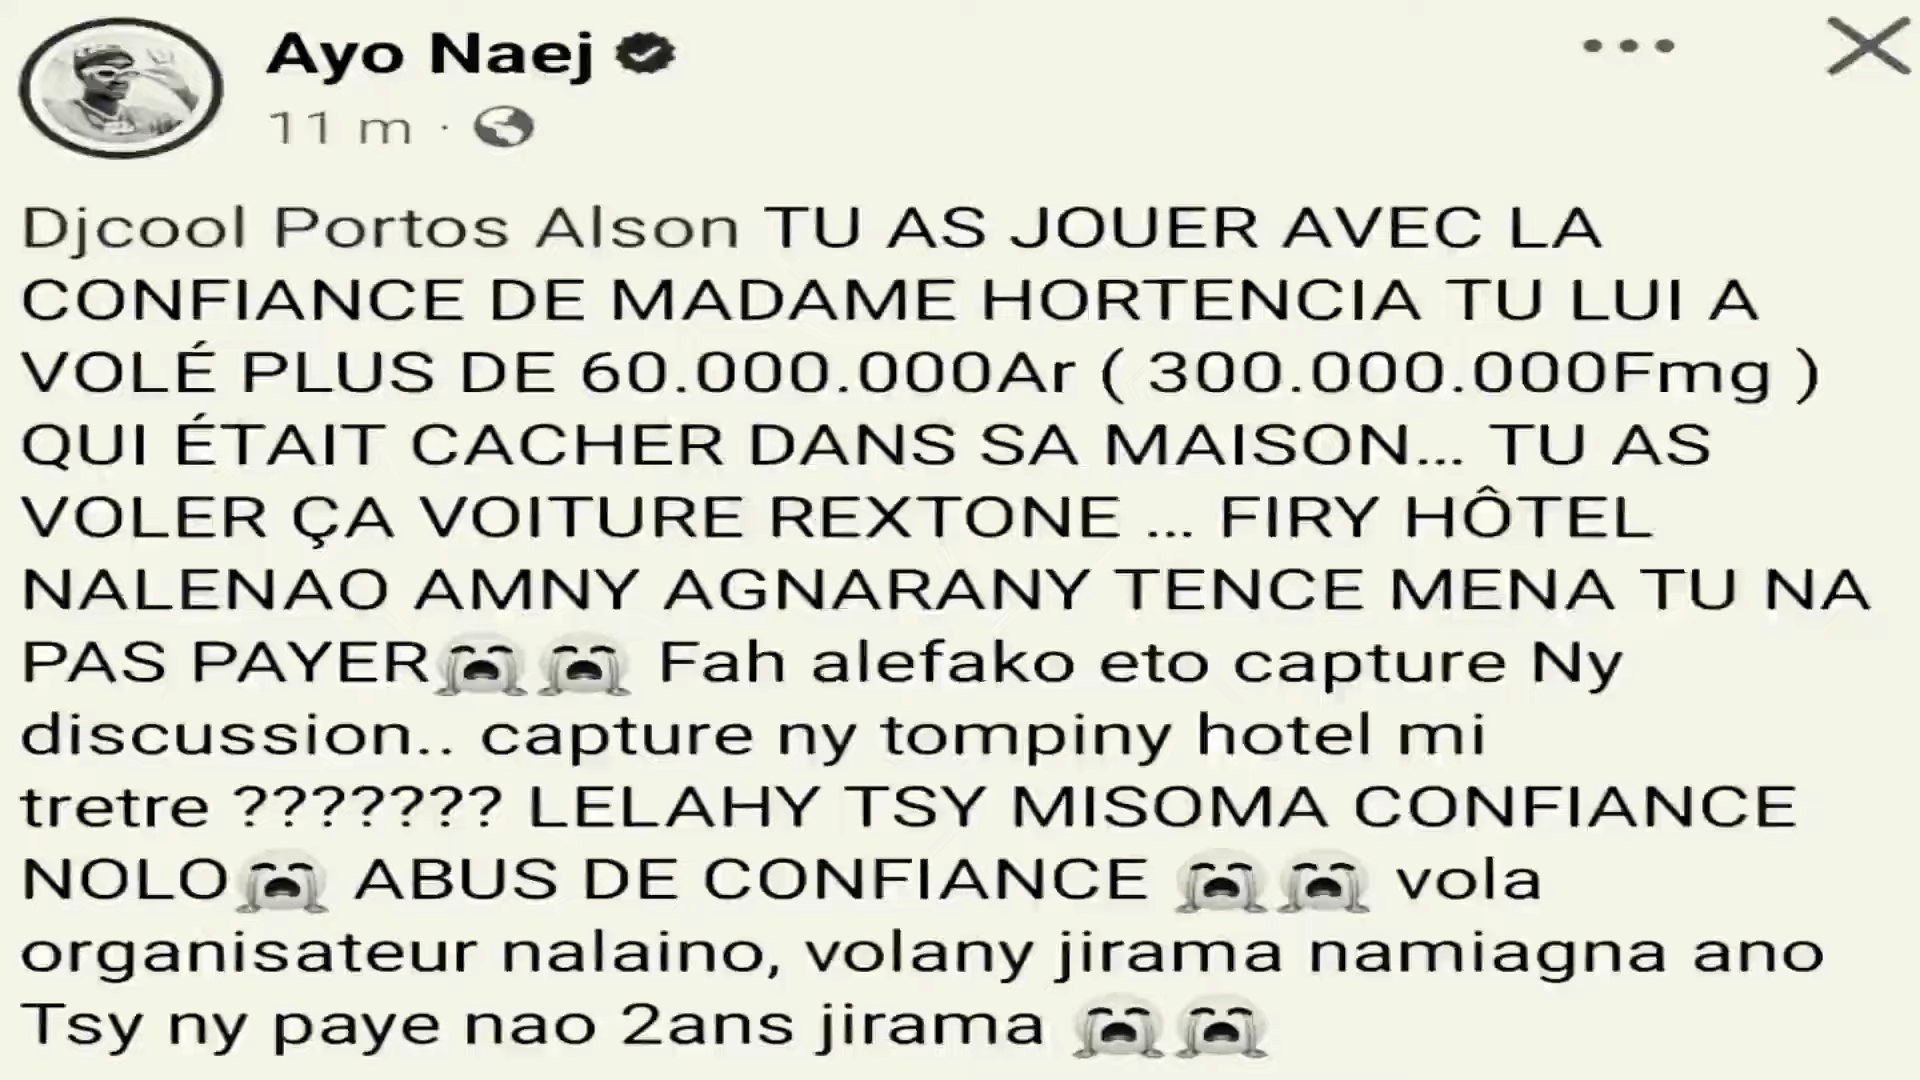 Ayo Naej
11 m ·
Djcool Portos Alson TU AS JOUER AVEC LA
CONFIANCE DE MADAME HORTENCIA TU LUI A
VOLÉ PLUS DE 60.000.000Ar ( 300.000.000Fmg )
QUI ÉTAIT CACHER DANS SA MAISON... TU AS
VOLER ÇA VOITURE REXTONE ... FIRY HÔTEL
NALENAO AMNY AGNARANY TENCE MENA TU NA
PAS PAYER😭😭 Fah alefako eto capture Ny
discussion.. capture ny tompiny hotel mi
tretre ??????? LELAHY TSY MISOMA CONFIANCE
NOLO😭 ABUS DE CONFIANCE 😭😭 vola
organisateur nalaino, volany jirama namiagna ano
Tsy ny paye nao 2ans jirama 😭😭